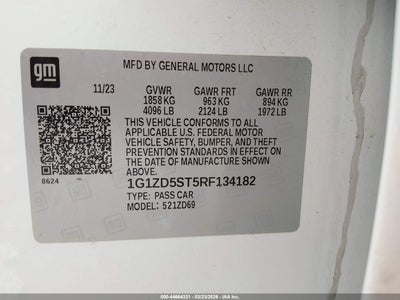 gm
MFD BY GENERAL MOTORS LLC
11/23 GVWR GAWR FRT GAWR RR
1858 KG 963 KG 894 KG
4096 LB 2124 LB 1972 LB
THIS VEHICLE CONFORMS TO ALL
APPLICABLE U.S. FEDERAL MOTOR
VEHICLE SAFETY, BUMPER, AND THEFT
PREVENTION STANDARDS IN EFFECT ON
THE DATE OF MANUFACTURE SHOWN ABOVE.
8624
1G1ZD5ST5RF134182
TYPE: PASS CAR
MODEL: 521ZD69
500-44664331 - 03/23/2026 - IAA Inc.